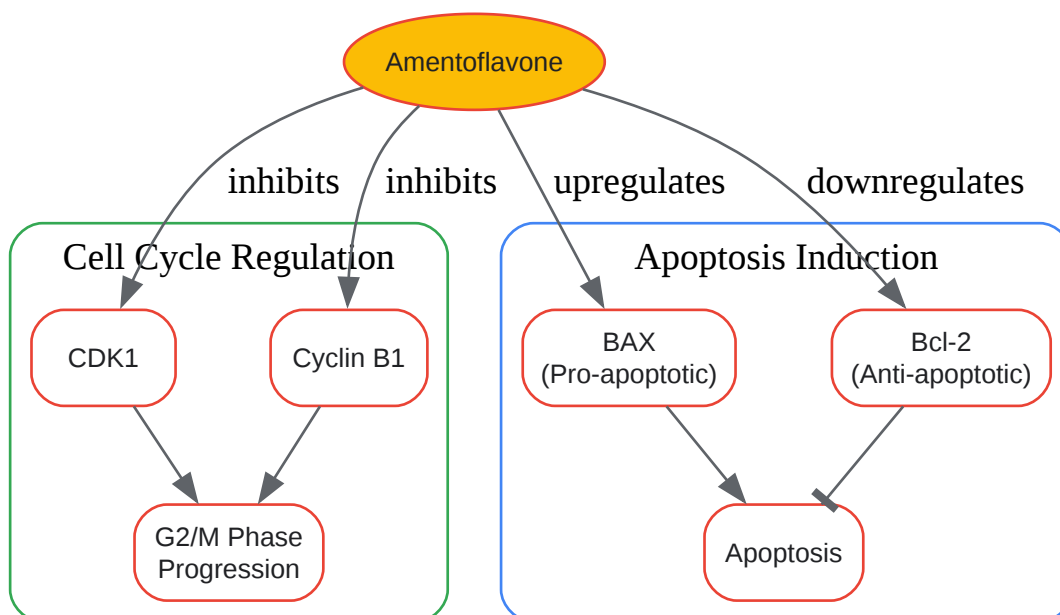 Amentoflavone
inhibits
inhibits
upregulates
downregulates
Cell Cycle Regulation
Apoptosis Induction
CDK1
Cyclin B1
BAX
(Pro-apoptotic)
Bcl-2
(Anti-apoptotic)
G2/M Phase
Progression
Apoptosis